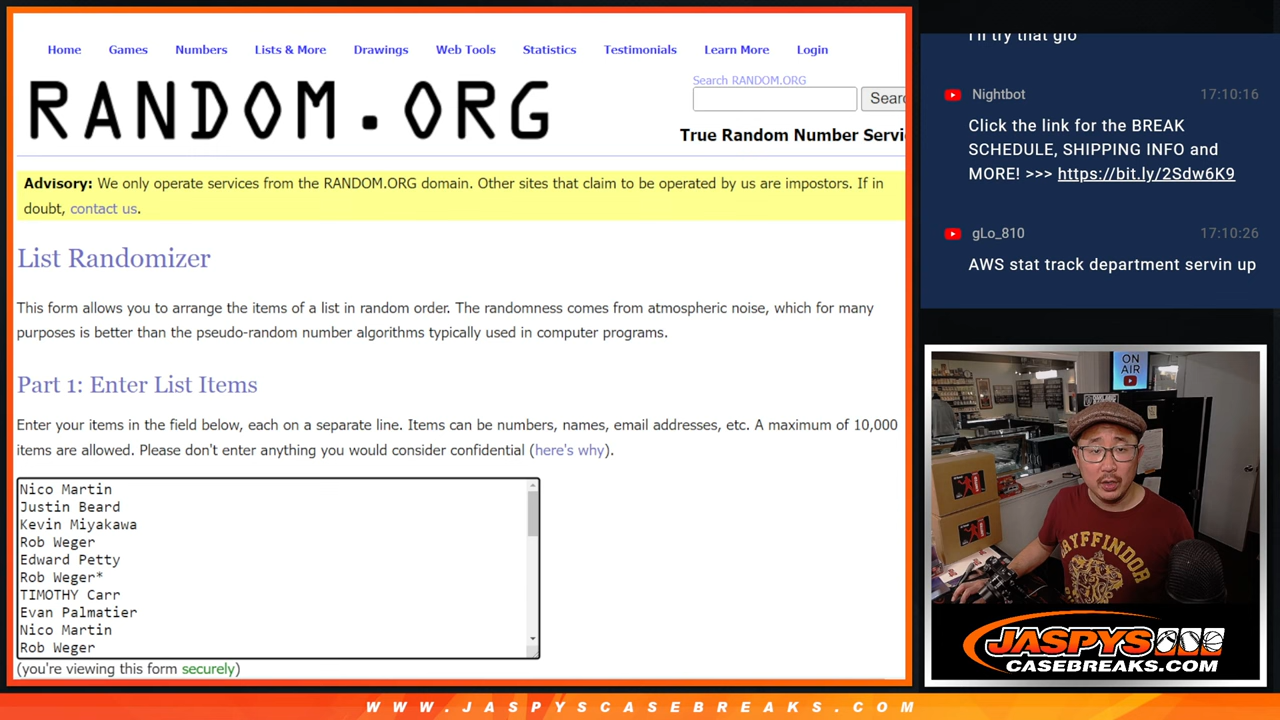 Home Games Numbers Lists & More Drawings Web Tools Statistics Testimonials Learn More Login
RANDOM.ORG
Search RANDOM.ORG
True Random Number Servi
Advisory: We only operate services from the RANDOM.ORG domain. Other sites that claim to be operated by us are impostors. If in
doubt, contact us.
List Randomizer
This form allows you to arrange the items of a list in random order. The randomness comes from atmospheric noise, which for many
purposes is better than the pseudo-random number algorithms typically used in computer programs.
Part 1: Enter List Items
Enter your items in the field below, each on a separate line. Items can be numbers, names, email addresses, etc. A maximum of 10,000
items are allowed. Please don't enter anything you would consider confidential (here's why).
Nico Martin
Justin Beard
Kevin Miyakawa
Rob Weger
Edward Petty
Rob Weger*
TIMOTHY Carr
Evan Palmatier
Nico Martin
Rob Weger
(you're viewing this form securely)
I'll try that glo
Nightbot 17:10:16
Click the link for the BREAK
SCHEDULE, SHIPPING INFO and
MORE! >>> https://bit.ly/2Sdw6K9
gLo_810 17:10:26
AWS stat track department servin up
ON
AIR
GRYFFINDOR
JASPYS
CASEBREAKS.COM
WWW.JASPYSCASEBREAKS.COM